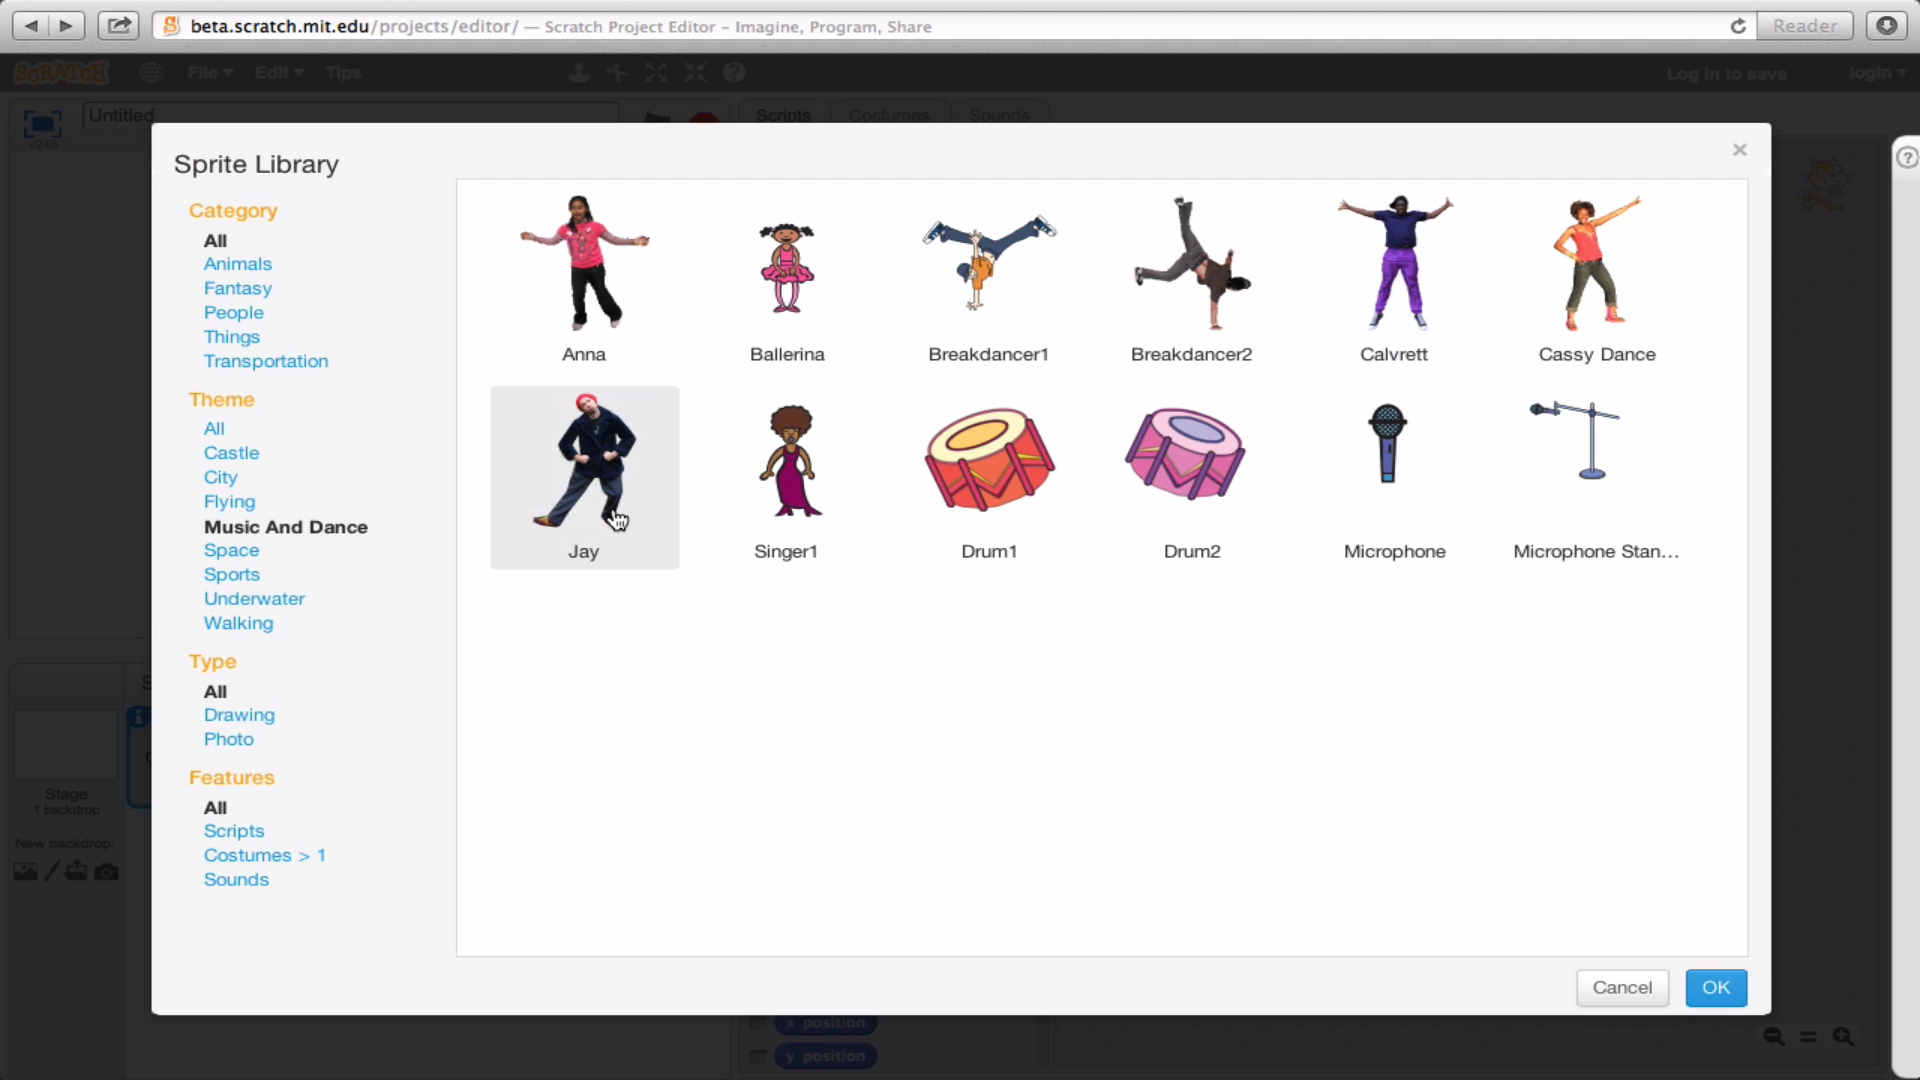 beta.scratch.mit.edu/projects/editor/ — Scratch Project Editor – Imagine, Program, Share
Reader
SCRATCH
File
Edit
Tips
Log in to save
login
Untitled
v248
Scripts
Costumes
Sounds
Sprite Library
×
Category
All
Animals
Fantasy
People
Things
Transportation
Theme
All
Castle
City
Flying
Music And Dance
Space
Sports
Underwater
Walking
Type
All
Drawing
Photo
Features
All
Scripts
Costumes > 1
Sounds
Anna
Ballerina
Breakdancer1
Breakdancer2
Calvrett
Cassy Dance
Jay
Singer1
Drum1
Drum2
Microphone
Microphone Stan...
Stage
1 backdrop
New backdrop:
Cancel
OK
x position
y position